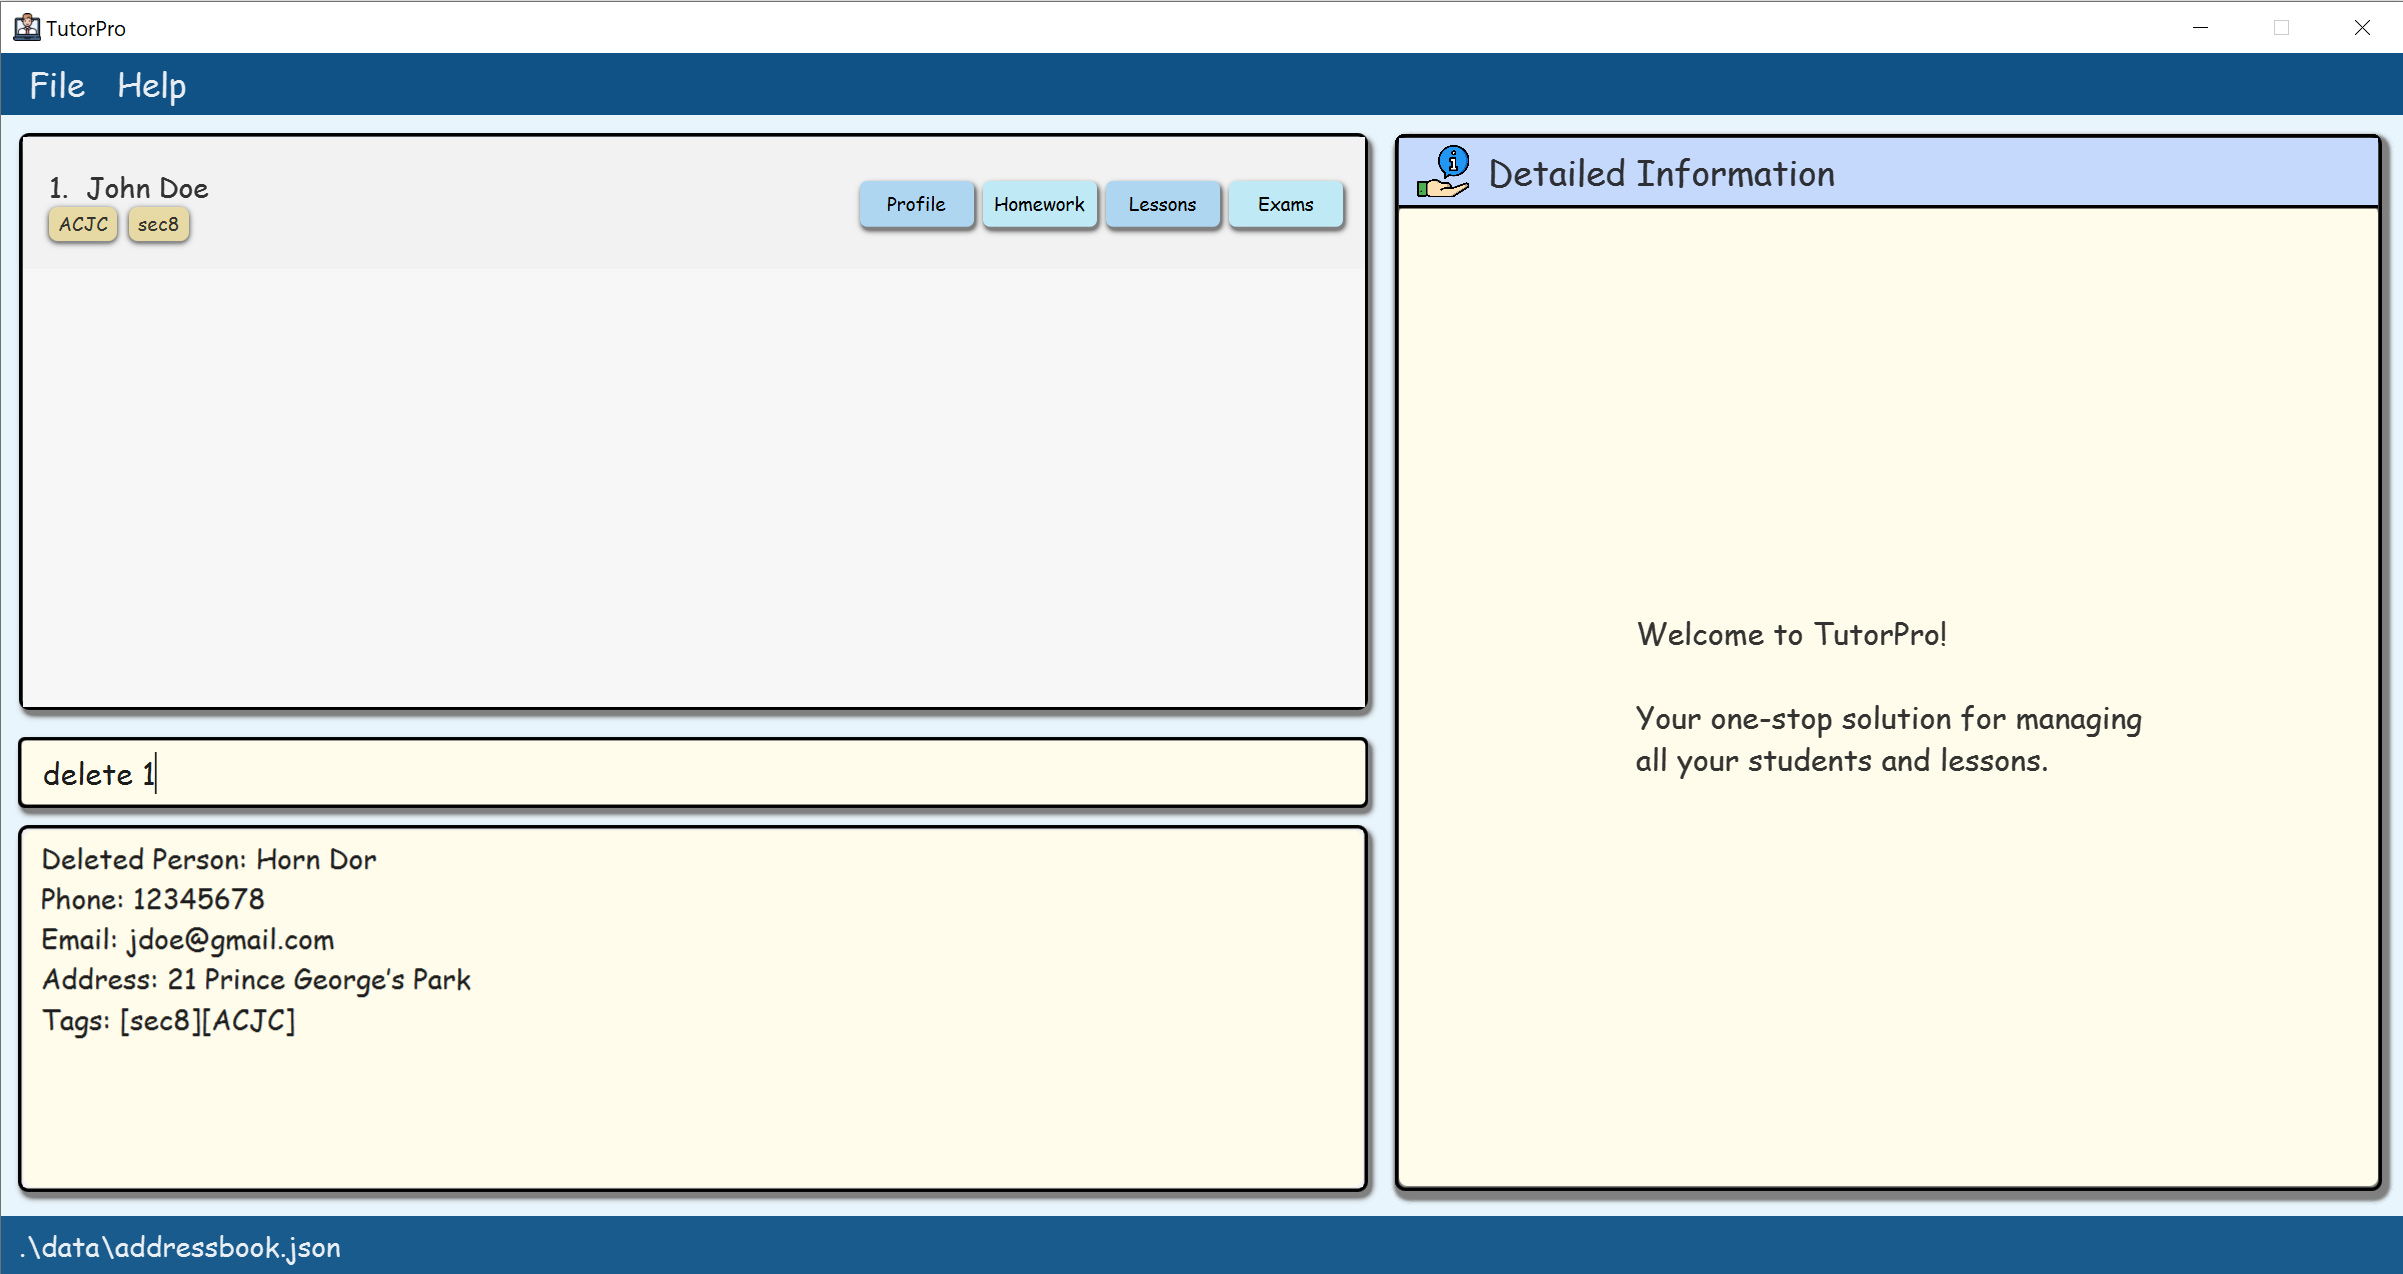 TutorPro
File Help
1. John Doe
ACJC sec8
Profile Homework Lessons Exams
delete 1
Deleted Person: Horn Dor
Phone: 12345678
Email: jdoe@gmail.com
Address: 21 Prince George's Park
Tags: [sec8][ACJC]
Detailed Information
Welcome to TutorPro!
Your one-stop solution for managing
all your students and lessons.
.\data\addressbook.json